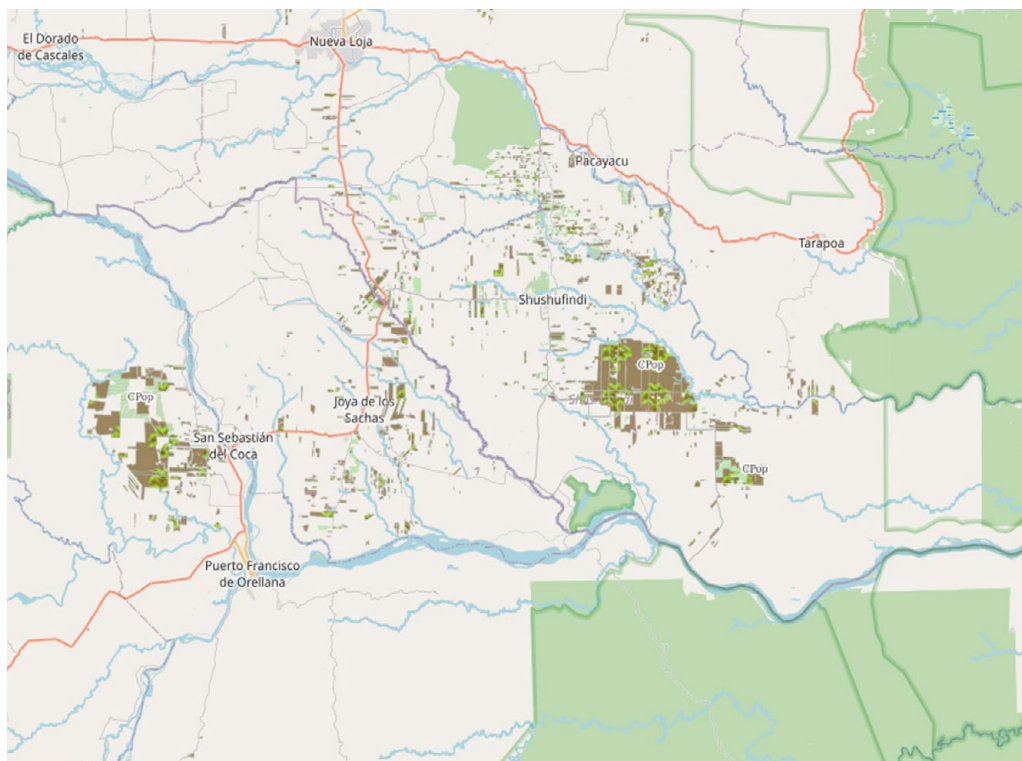 El Dorado
de Cascales
Nueva Loja
Pacayacu
Tarapoa
Shushufindi
CPop
CPop
Joya de los
Sachas
San Sebastián
del Coca
CPop
Puerto Francisco
de Orellana